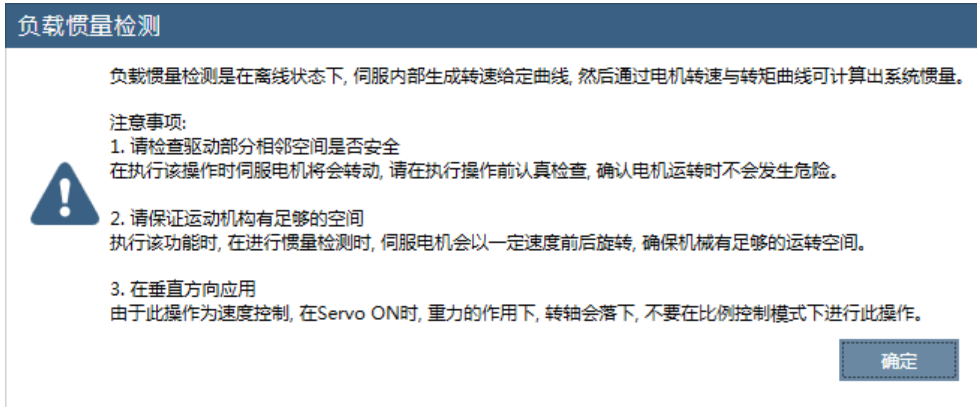 负载惯量检测
负载惯量检测是在离线状态下, 伺服内部生成转速给定曲线, 然后通过电机转速与转矩曲线可计算出系统惯量。
注意事项:
1. 请检查驱动部分相邻空间是否安全
在执行该操作时伺服电机将会转动, 请在执行操作前认真检查, 确认电机运转时不会发生危险。
2. 请保证运动机构有足够的空间
执行该功能时, 在进行惯量检测时, 伺服电机会以一定速度前后旋转, 确保机械有足够的运转空间。
3. 在垂直方向应用
由于此操作为速度控制, 在Servo ON时, 重力的作用下, 转轴会落下, 不要在比例控制模式下进行此操作。
确定